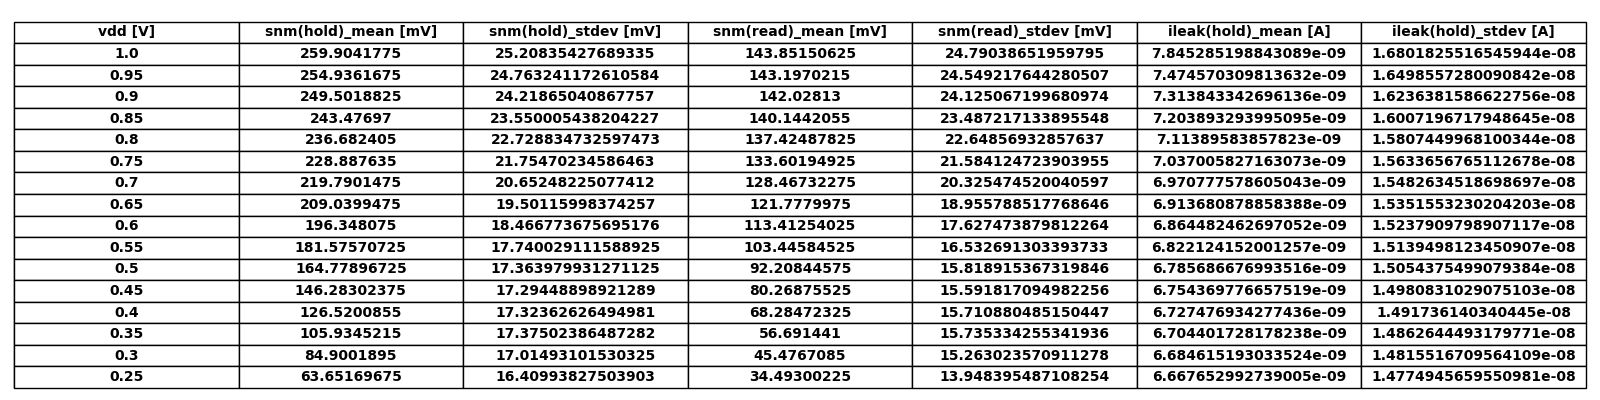 vdd [V] snm(hold)_mean [mV] snm(hold)_stdev [mV] snm(read)_mean [mV] snm(read)_stdev [mV] ileak(hold)_mean [A] ileak(hold)_stdev [A]
1.0 259.9041775 25.20835427689335 143.85150625 24.79038651959795 7.845285198843089e-09 1.6801825516545944e-08
0.95 254.9361675 24.763241172610584 143.1970215 24.549217644280507 7.474570309813632e-09 1.6498557280090842e-08
0.9 249.5018825 24.21865040867757 142.02813 24.125067199680974 7.313843342696136e-09 1.6236381586622756e-08
0.85 243.47697 23.550005438204227 140.1442055 23.487217133895548 7.203893293995095e-09 1.6007196717948645e-08
0.8 236.682405 22.728834732597473 137.42487825 22.64856932857637 7.11389583857823e-09 1.5807449968100344e-08
0.75 228.887635 21.75470234586463 133.60194925 21.584124723903955 7.037005827163073e-09 1.5633656765112678e-08
0.7 219.7901475 20.65248225077412 128.46732275 20.325474520040597 6.970777578605043e-09 1.5482634518698697e-08
0.65 209.0399475 19.50115998374257 121.7779975 18.955788517768646 6.913680878858388e-09 1.5351553230204203e-08
0.6 196.348075 18.466773675695176 113.41254025 17.627473879812264 6.864482462697052e-09 1.5237909798907117e-08
0.55 181.57570725 17.740029111588925 103.44584525 16.532691303393733 6.822124152001257e-09 1.5139498123450907e-08
0.5 164.77896725 17.363979931271125 92.20844575 15.818915367319846 6.785686676993516e-09 1.5054375499079384e-08
0.45 146.28302375 17.29448898921289 80.26875525 15.591817094982256 6.754369776657519e-09 1.4980831029075103e-08
0.4 126.5200855 17.32362626494981 68.28472325 15.710880485150447 6.727476934277436e-09 1.491736140340445e-08
0.35 105.9345215 17.37502386487282 56.691441 15.735334255341936 6.704401728178238e-09 1.4862644493179771e-08
0.3 84.9001895 17.01493101530325 45.4767085 15.263023570911278 6.684615193033524e-09 1.4815516709564109e-08
0.25 63.65169675 16.40993827503903 34.49300225 13.948395487108254 6.667652992739005e-09 1.4774945659550981e-08